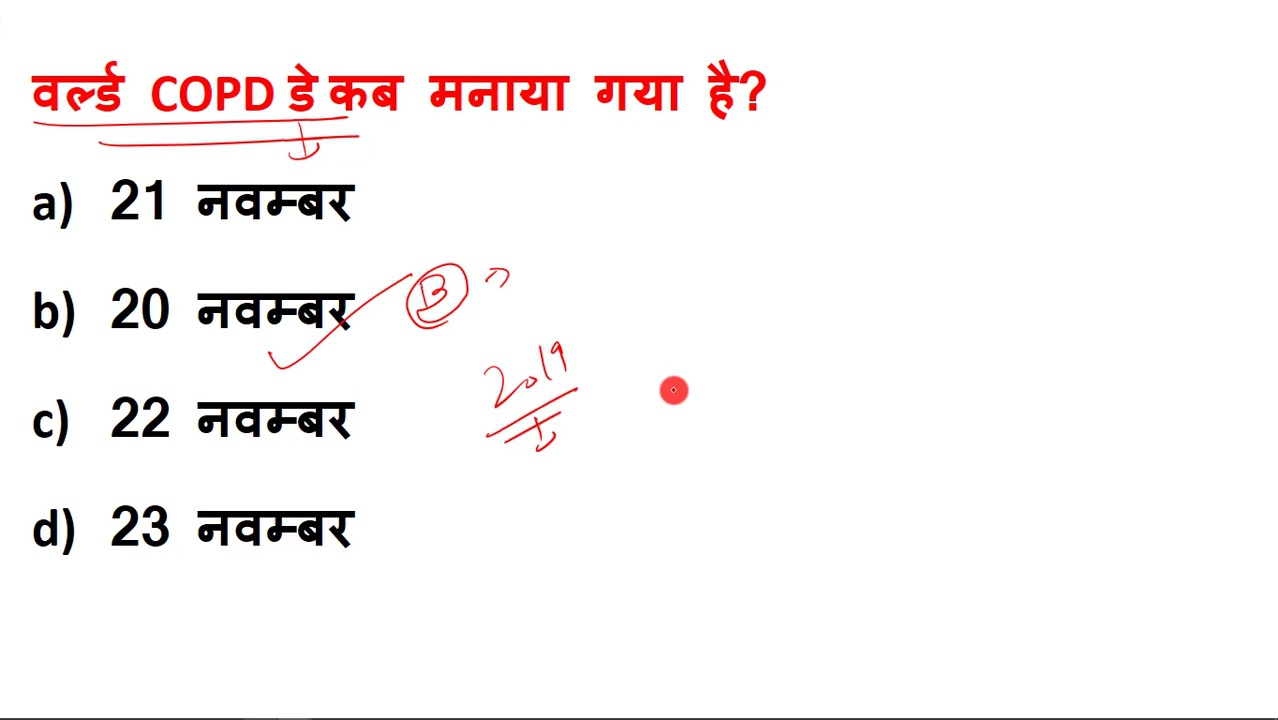 वर्ल्ड COPD डे कब मनाया गया है?
a) 21 नवम्बर
b) 20 नवम्बर
B
2019
c) 22 नवम्बर
d) 23 नवम्बर